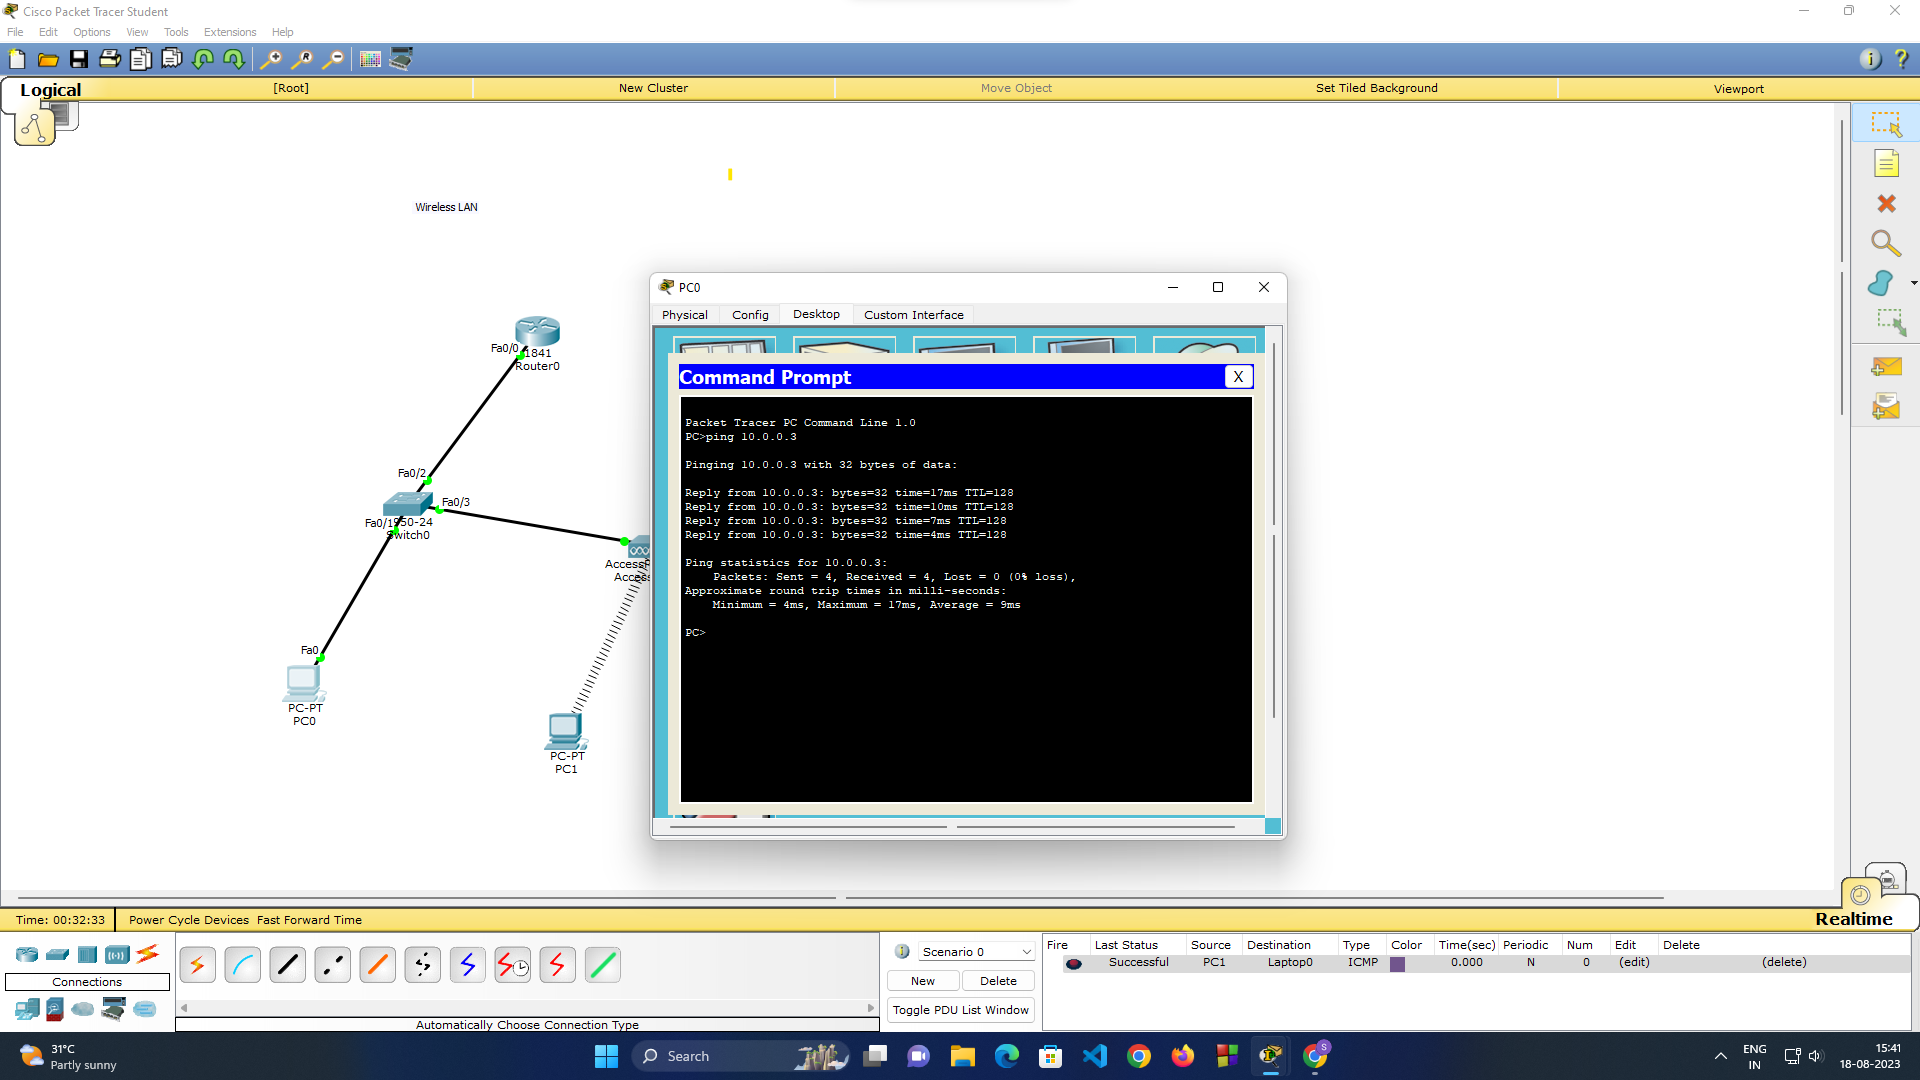 Cisco Packet Tracer Student
File Edit Options View Tools Extensions Help
Logical [Root] New Cluster Move Object Set Tiled Background Viewport
Wireless LAN
Fa0/0
1841
Router0
Fa0/2
Fa0/3
Fa0/1 950-24
Switch0
Access
Acces
Fa0
PC-PT
PC0
PC-PT
PC1
PC0
Physical Config Desktop Custom Interface
Command Prompt X
Packet Tracer PC Command Line 1.0
PC>ping 10.0.0.3
Pinging 10.0.0.3 with 32 bytes of data:
Reply from 10.0.0.3: bytes=32 time=17ms TTL=128
Reply from 10.0.0.3: bytes=32 time=10ms TTL=128
Reply from 10.0.0.3: bytes=32 time=7ms TTL=128
Reply from 10.0.0.3: bytes=32 time=4ms TTL=128
Ping statistics for 10.0.0.3:
Packets: Sent = 4, Received = 4, Lost = 0 (0% loss),
Approximate round trip times in milli-seconds:
Minimum = 4ms, Maximum = 17ms, Average = 9ms
PC>
Time: 00:32:33 Power Cycle Devices Fast Forward Time
Realtime
Connections
Automatically Choose Connection Type
Scenario 0
New Delete
Toggle PDU List Window
Fire Last Status Source Destination Type Color Time(sec) Periodic Num Edit Delete
Successful PC1 Laptop0 ICMP 0.000 N 0 (edit) (delete)
31°C
Partly sunny
Search
S
ENG
IN
15:41
18-08-2023